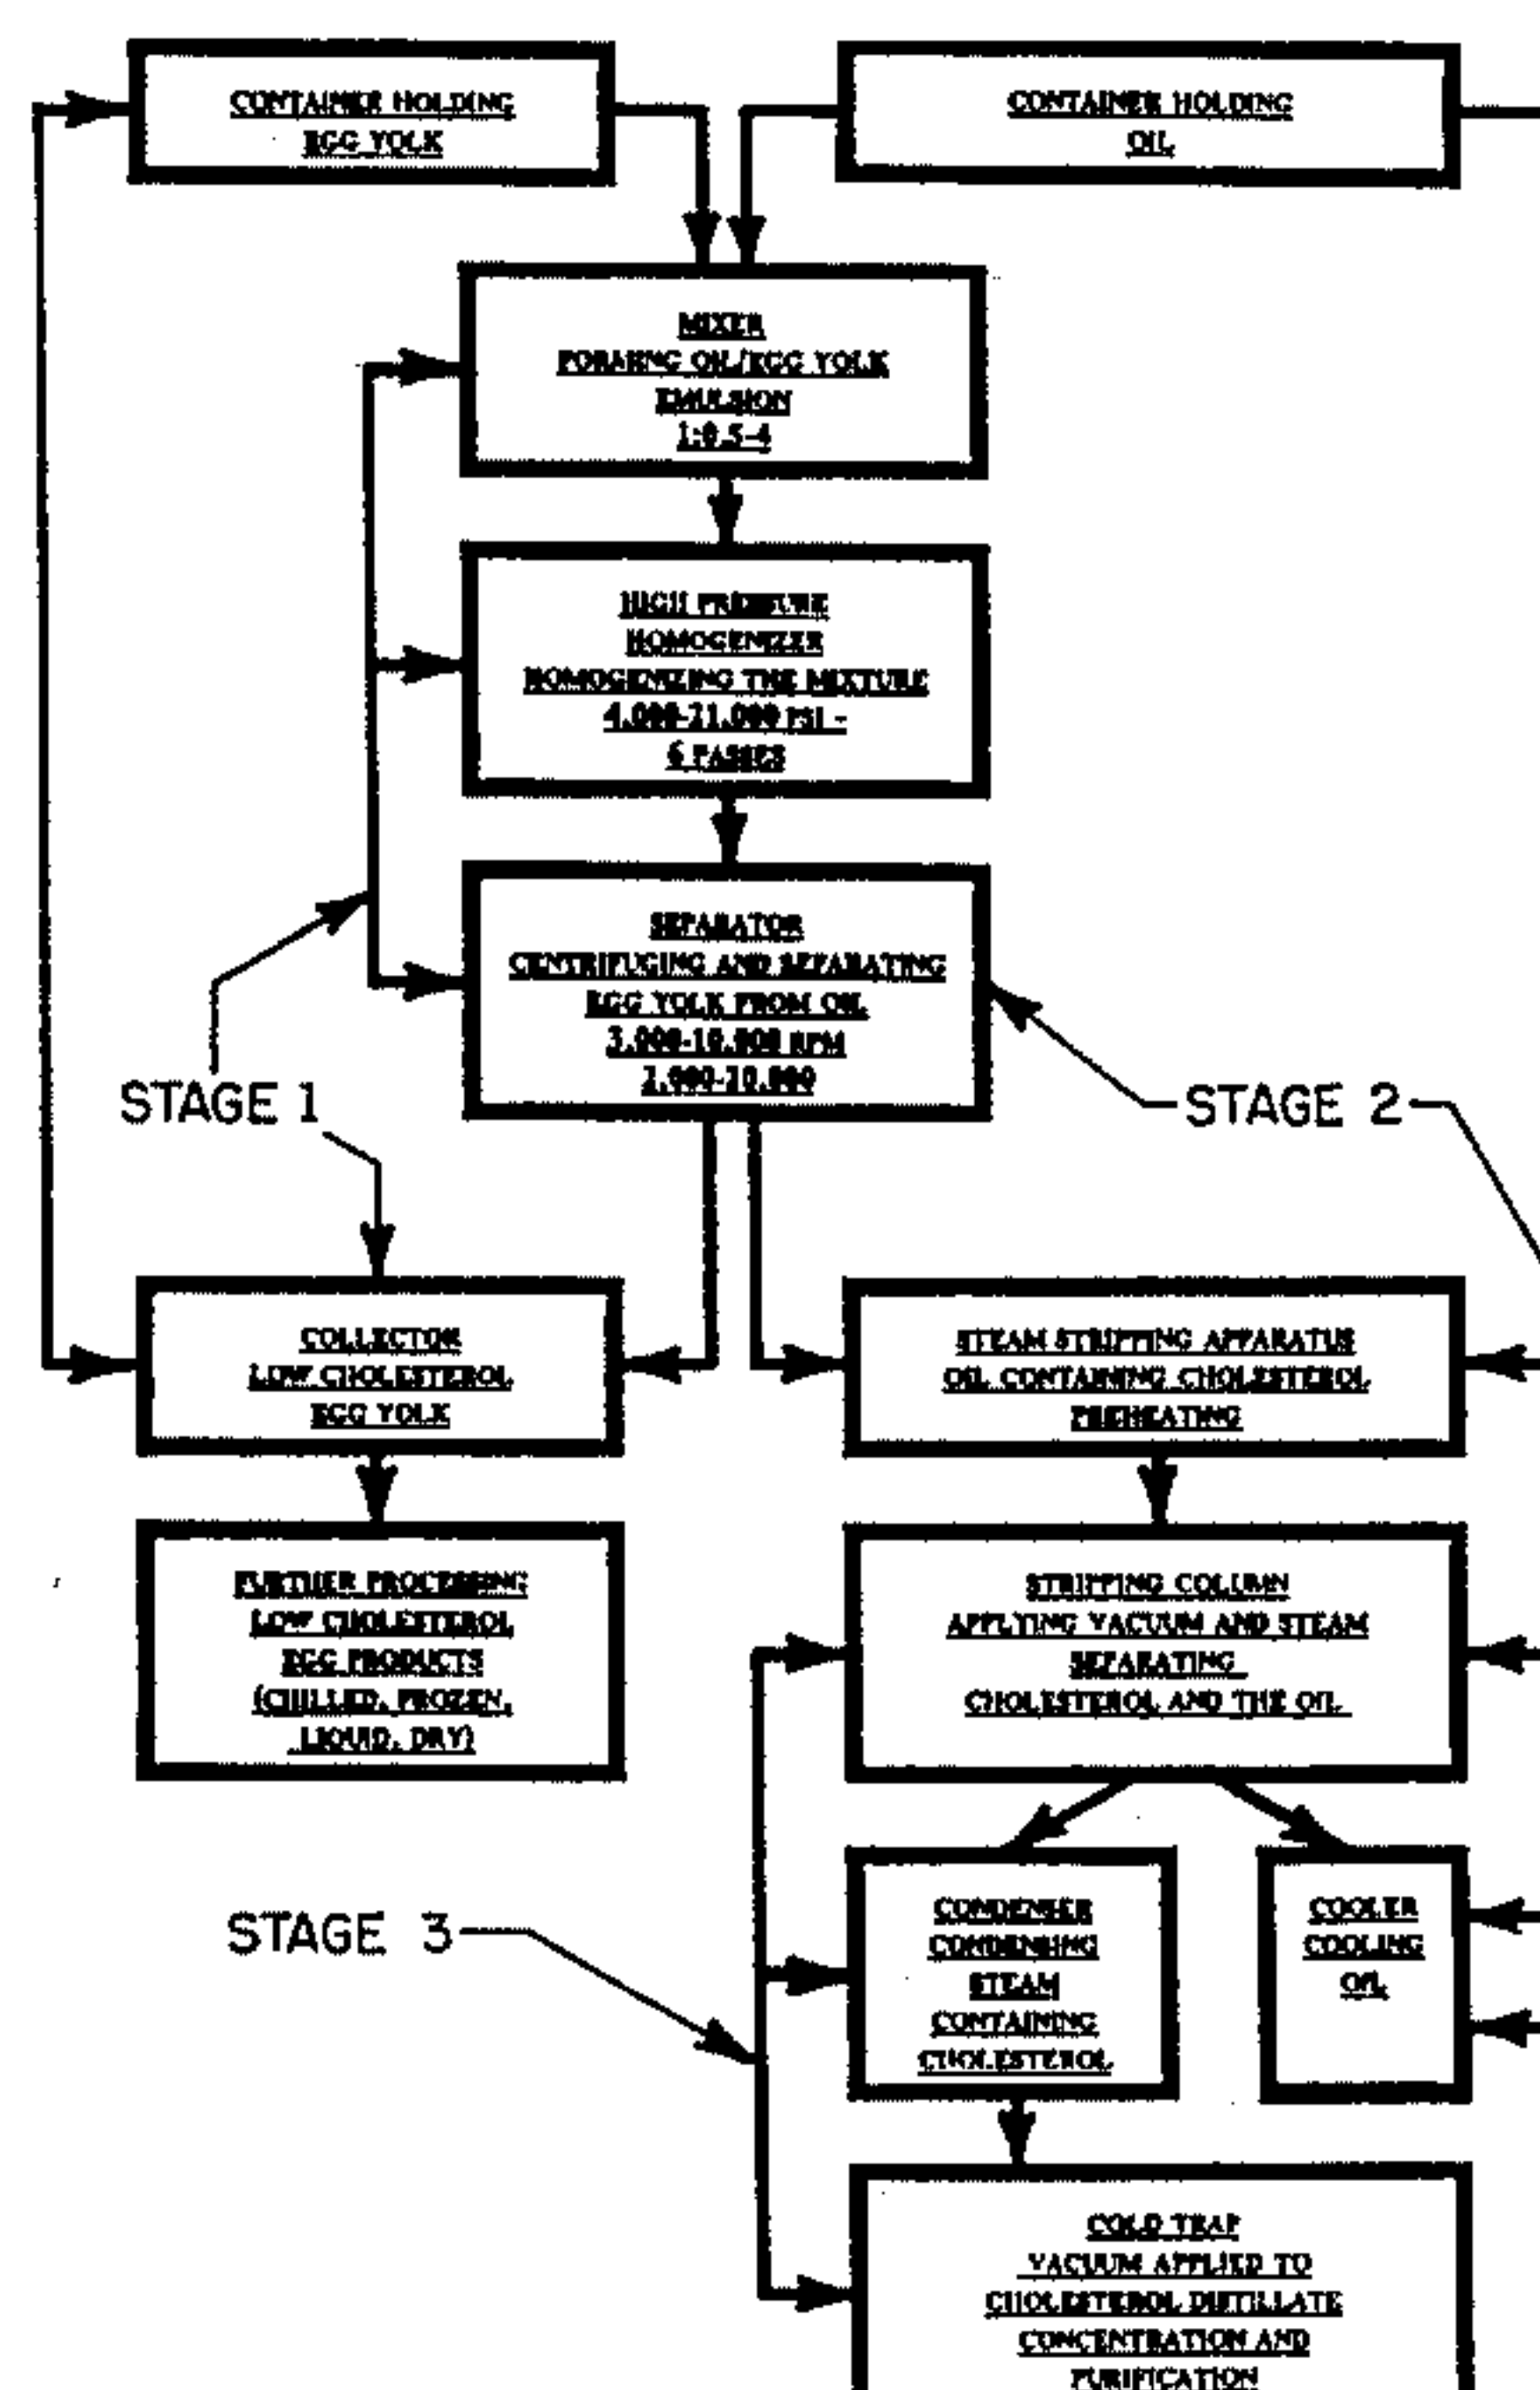 CONTAINER HOLDING
EGG YOLK
CONTAINER HOLDING
OIL
MIXER
FORMING OIL/EGG YOLK
EMULSION
1:0.5-4
HIGH PRESSURE
HOMOGENIZER
HOMOGENIZING THE MIXTURE
PSI -
6 PASSES
SEPARATOR
CENTRIFUGING AND SEPARATING
EGG YOLK FROM OIL
RPM
STAGE 1
STAGE 2
COLLECTOR
LOW CHOLESTEROL
EGG YOLK
STEAM STRIPPING APPARATUS
OIL CONTAINING CHOLESTEROL
PREHEATING
FURTHER PROCESSING
LOW CHOLESTEROL
EGG PRODUCTS
(CHILLED, FROZEN,
LIQUID, DRY)
STRIPPING COLUMN
APPLYING VACUUM AND STEAM
SEPARATING
CHOLESTEROL AND THE OIL
STAGE 3
CONDENSER
CONDENSING
STEAM
CONTAINING
CHOLESTEROL
COOLER
COOLING
OIL
COLD TRAP
VACUUM APPLIED TO
CHOLESTEROL DISTILLATE
CONCENTRATION AND
PURIFICATION